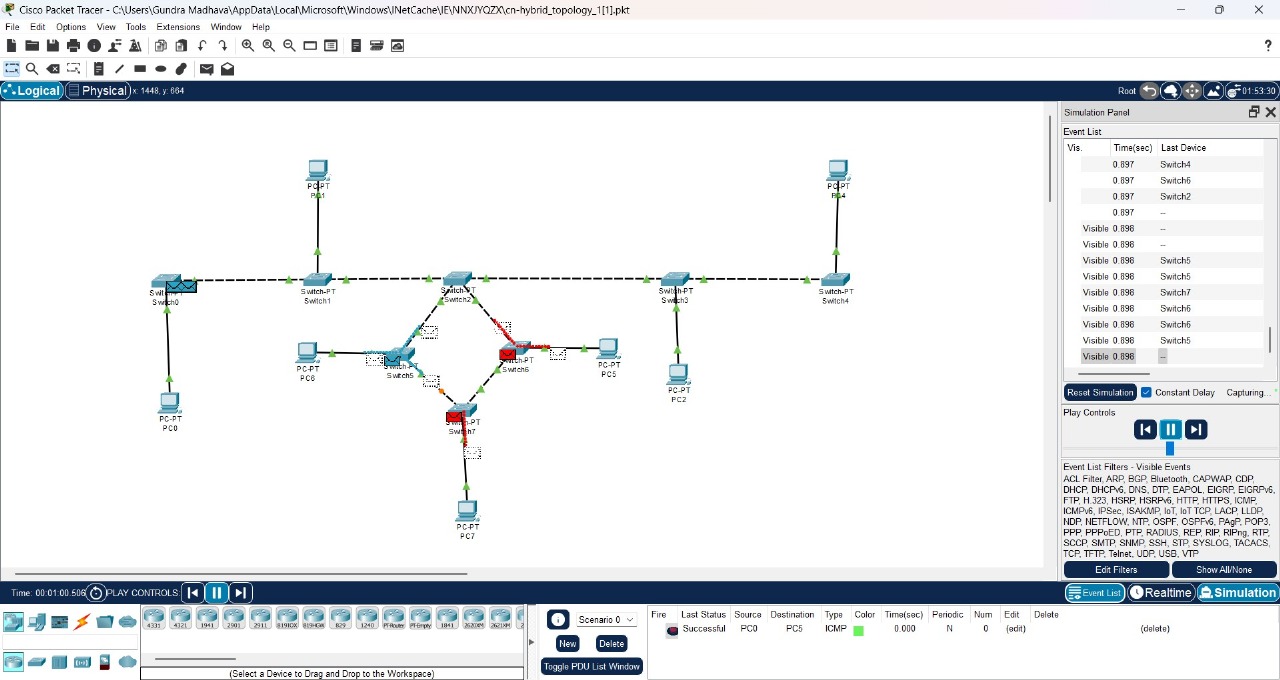 Cisco Packet Tracer - C:\Users\Gundra Madhava\AppData\Local\Microsoft\Windows\INetCache\IE\NNXJYQZX\cn-hybrid_topology_1[1].pkt
File Edit Options View Tools Extensions Window Help
Logical Physical x: 1448, y: 664 Root 01:53:30
Simulation Panel
Event List
Vis. Time(sec) Last Device
0.897 Switch4
0.897 Switch6
0.897 Switch2
0.897 --
Visible 0.898 --
Visible 0.898 --
Visible 0.898 Switch5
Visible 0.898 Switch5
Visible 0.898 Switch7
Visible 0.898 Switch6
Visible 0.898 Switch6
Visible 0.898 Switch5
Visible 0.898 --
Reset Simulation Constant Delay Capturing...
Play Controls
Event List Filters - Visible Events
ACL Filter, ARP, BGP, Bluetooth, CAPWAP, CDP,
DHCP, DHCPv6, DNS, DTP, EAPOL, EIGRP, EIGRPv6,
FTP, H.323, HSRP, HSRPv6, HTTP, HTTPS, ICMP,
ICMPv6, IPSec, ISAKMP, IoT, IoT TCP, LACP, LLDP,
NDP, NETFLOW, NTP, OSPF, OSPFv6, PAgP, POP3,
PPP, PPPoED, PTP, RADIUS, REP, RIP, RIPng, RTP,
SCCP, SMTP, SNMP, SSH, STP, SYSLOG, TACACS,
TCP, TFTP, Telnet, UDP, USB, VTP
Edit Filters Show All/None
PC-PT
PC1
PC-PT
PC4
Switch0
Switch-PT
Switch1
Switch-PT
Switch2
Switch-PT
Switch3
Switch-PT
Switch4
PC-PT
PC6
Switch5
Switch6
PC-PT
PC5
PC-PT
PC2
PC-PT
PC0
Switch7
PC-PT
PC7
Time: 00:01:00.506 PLAY CONTROLS: Event List Realtime Simulation
4331 4321 1941 2901 2911 819IOX 819HGW 829 1240 PT-Router PT-Empty 1841 2620XM 2621XM
(Select a Device to Drag and Drop to the Workspace)
Scenario 0
New Delete
Toggle PDU List Window
Fire Last Status Source Destination Type Color Time(sec) Periodic Num Edit Delete
Successful PC0 PC5 ICMP 0.000 N 0 (edit) (delete)